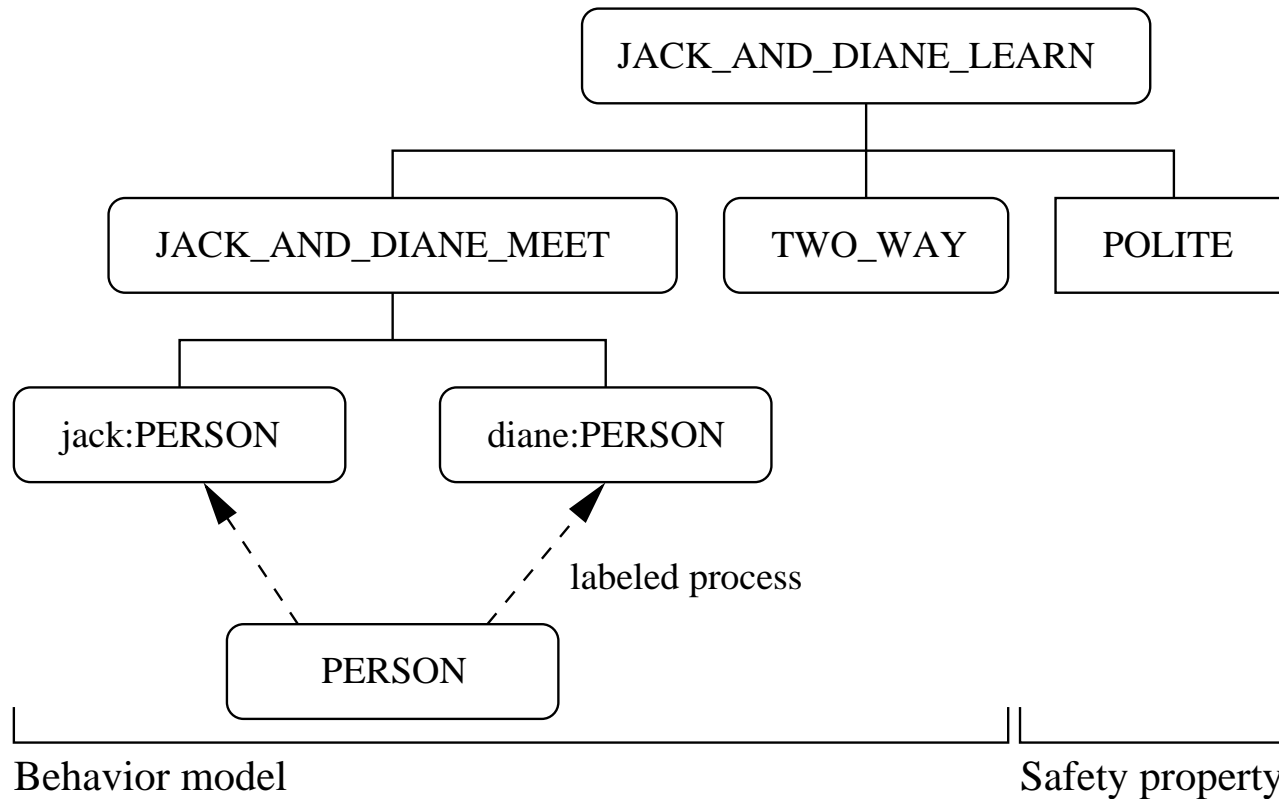 JACK_AND_DIANE_LEARN
JACK_AND_DIANE_MEET
TWO_WAY
POLITE
jack:PERSON
diane:PERSON
labeled process
PERSON
Behavior model
Safety property